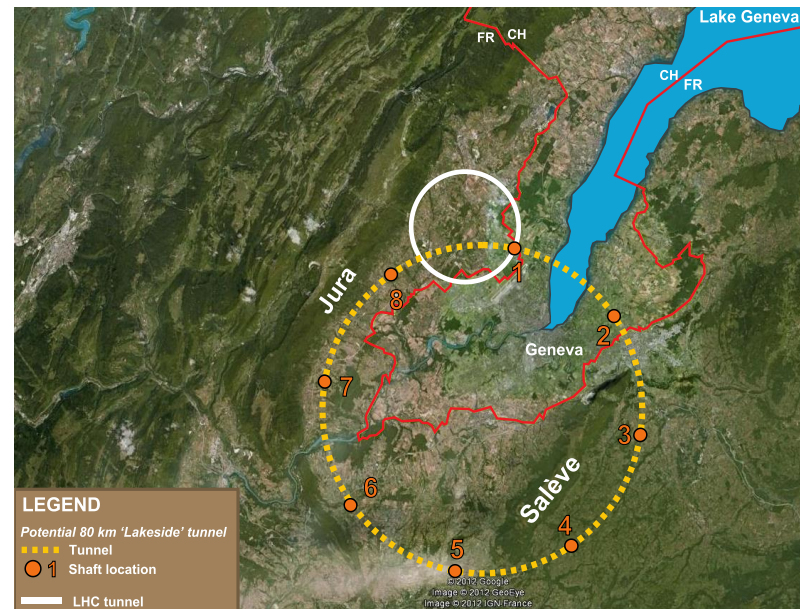 Lake Geneva
FR CH
CH
FR
1
Jura
8
2
Geneva
7
3
Salève
6
4
5
LEGEND
Potential 80 km 'Lakeside' tunnel
Tunnel
1 Shaft location
LHC tunnel
© 2012 Google
Image © 2012 GeoEye
Image © 2012 IGN-France